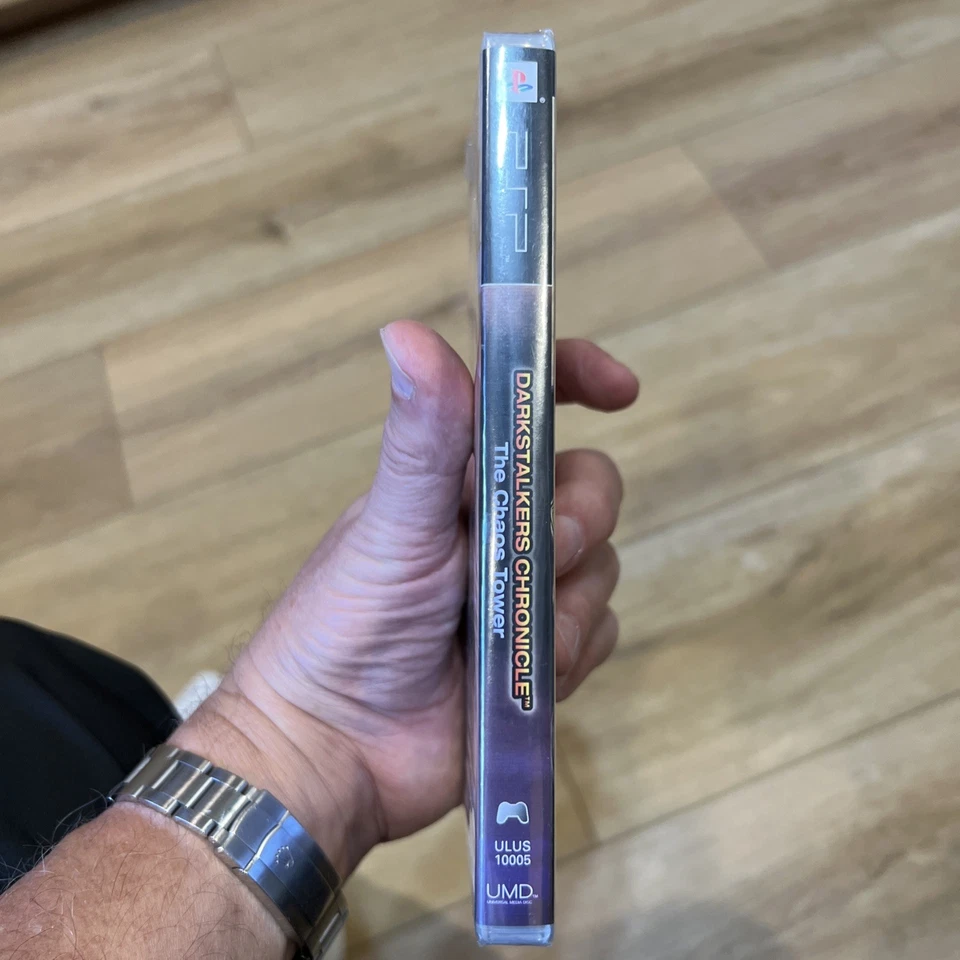 PSP
DARKSTALKERS CHRONICLE™
The Chaos Tower
ULUS
10005
UMD™
UNIVERSAL MEDIA DISC